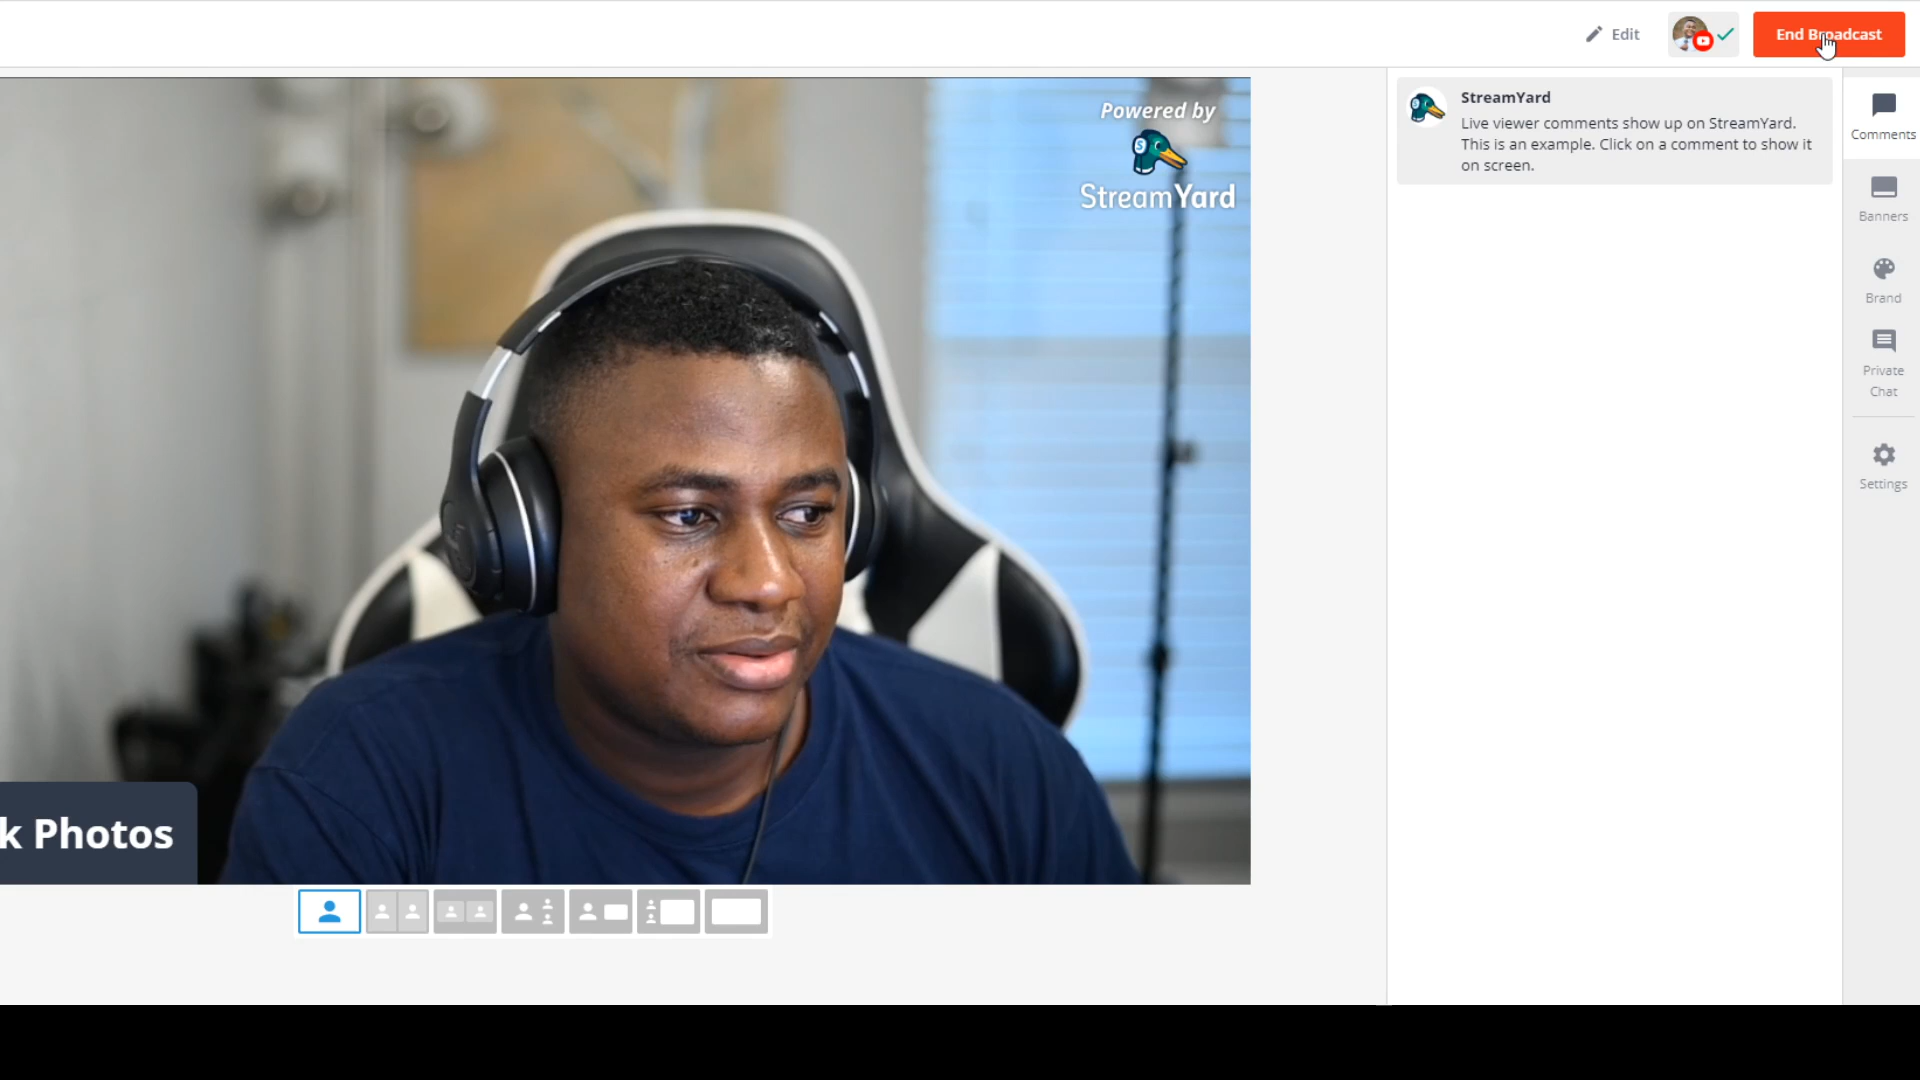 Edit
End Broadcast
Powered by
StreamYard
StreamYard
Live viewer comments show up on StreamYard.
This is an example. Click on a comment to show it
on screen.
Comments
Banners
Brand
Private
Chat
Settings
k Photos